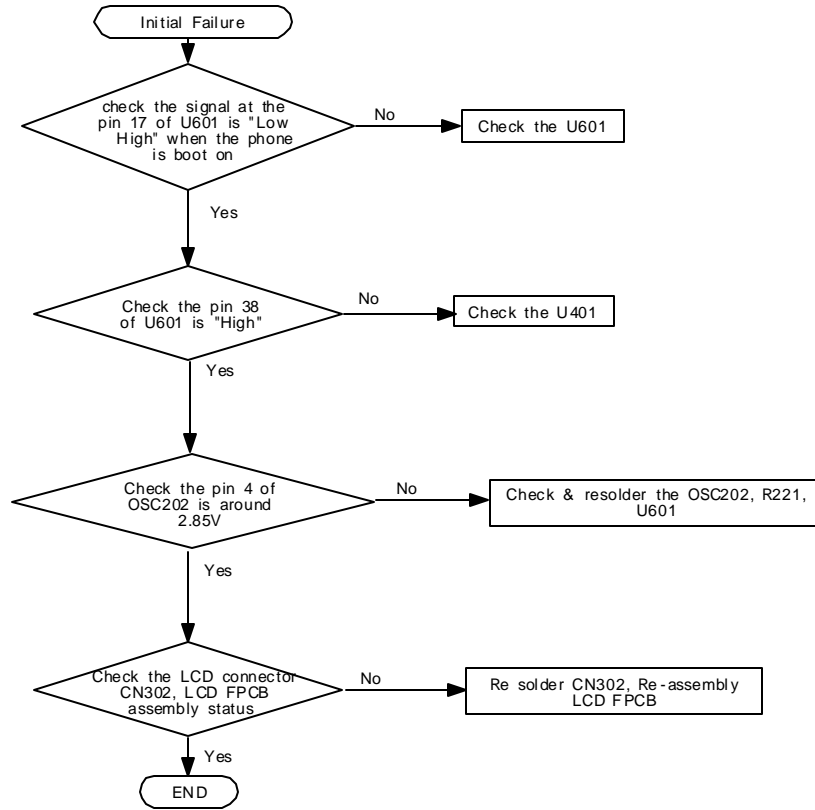 Initial Failure
check the signal at the
pin 17 of U601 is "Low
High" when the phone
is boot on
No
Check the U601
Yes
Check the pin 38
of U601 is "High"
No
Check the U401
Yes
Check the pin 4 of
OSC202 is around
2.85V
No
Check & resolder the OSC202, R221,
U601
Yes
Check the LCD connector
CN302, LCD FPCB
assembly status
No
Re solder CN302, Re-assembly
LCD FPCB
Yes
END